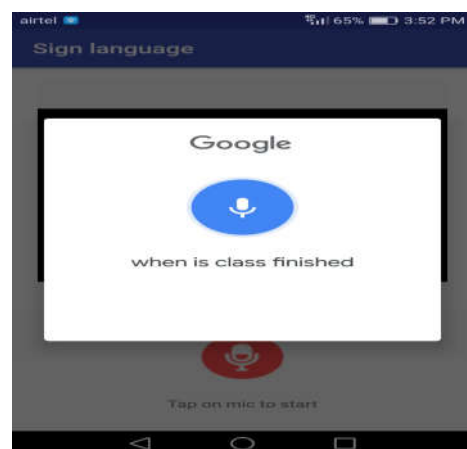 airtel 65% 3:52 PM
Sign language
Google
when is class finished
Tap on mic to start